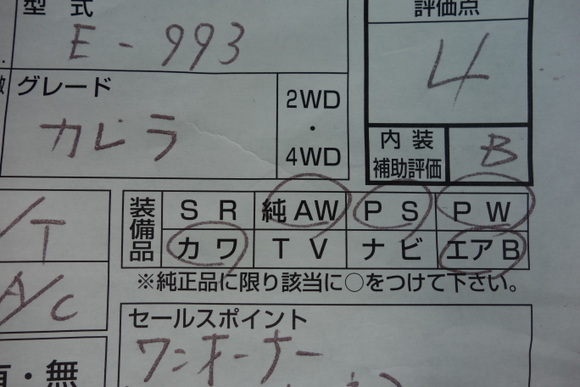 型 式
評価点
E-993
4
グレード
カレラ
2WD
・
4WD
内 装
補助評価
B
装備品
S R 純AW P S P W
カワ T V ナビ エアB
/T
※純正品に限り該当に○をつけて下さい。
A/C
セールスポイント
ワンオーナー
・無